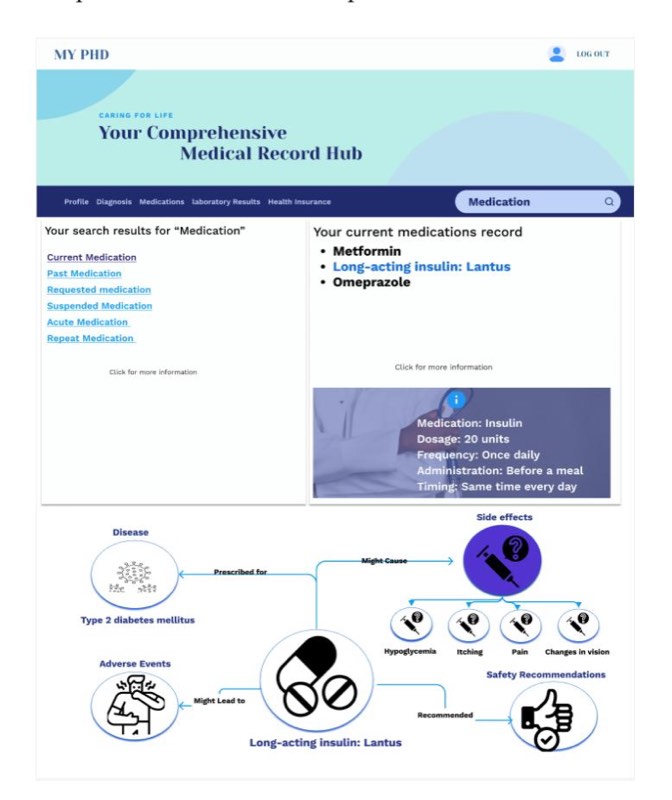 MY PHD
LOG OUT
CARING FOR LIFE
Your Comprehensive
Medical Record Hub
Profile Diagnosis Medications laboratory Results Health Insurance
Medication
Your search results for “Medication”
Current Medication
Past Medication
Requested medication
Suspended Medication
Acute Medication
Repeat Medication
Click for more information
Your current medications record
• Metformin
• Long-acting insulin: Lantus
• Omeprazole
Click for more information
i
Medication: Insulin
Dosage: 20 units
Frequency: Once daily
Administration: Before a meal
Timing: Same time every day
Side effects
Disease
Might Cause
Prescribed for
Type 2 diabetes mellitus
Hypoglycemia
Itching
Pain
Changes in vision
Adverse Events
Safety Recommendations
Might Lead to
Recommended
Long-acting insulin: Lantus